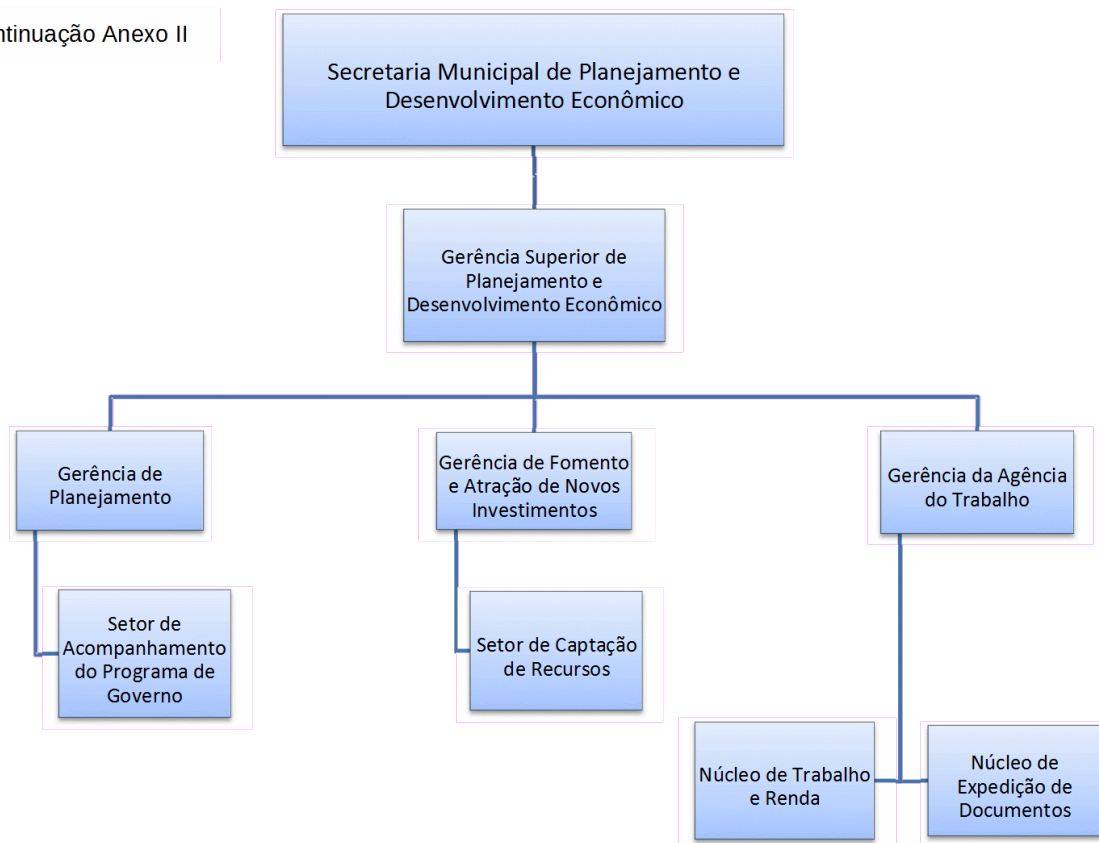 ntinuação Anexo II
Secretaria Municipal de Planejamento e
Desenvolvimento Econômico
Gerência Superior de
Planejamento e
Desenvolvimento Econômico
Gerência de
Planejamento
Gerência de Fomento
e Atração de Novos
Investimentos
Gerência da Agência
do Trabalho
Setor de
Acompanhamento
do Programa de
Governo
Setor de Captação
de Recursos
Núcleo de Trabalho
e Renda
Núcleo de
Expedição de
Documentos